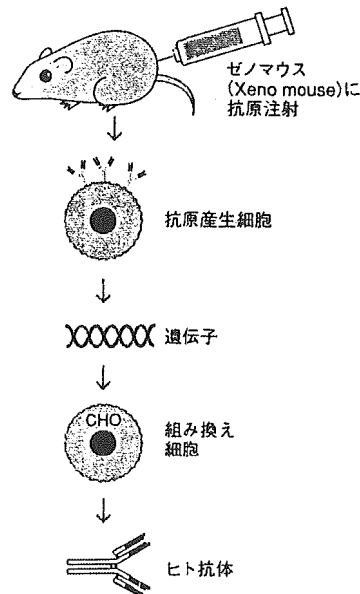 ゼノマウス
(Xeno mouse)に
抗原注射
抗原産生細胞
遺伝子
CHO
組み換え
細胞
ヒト抗体